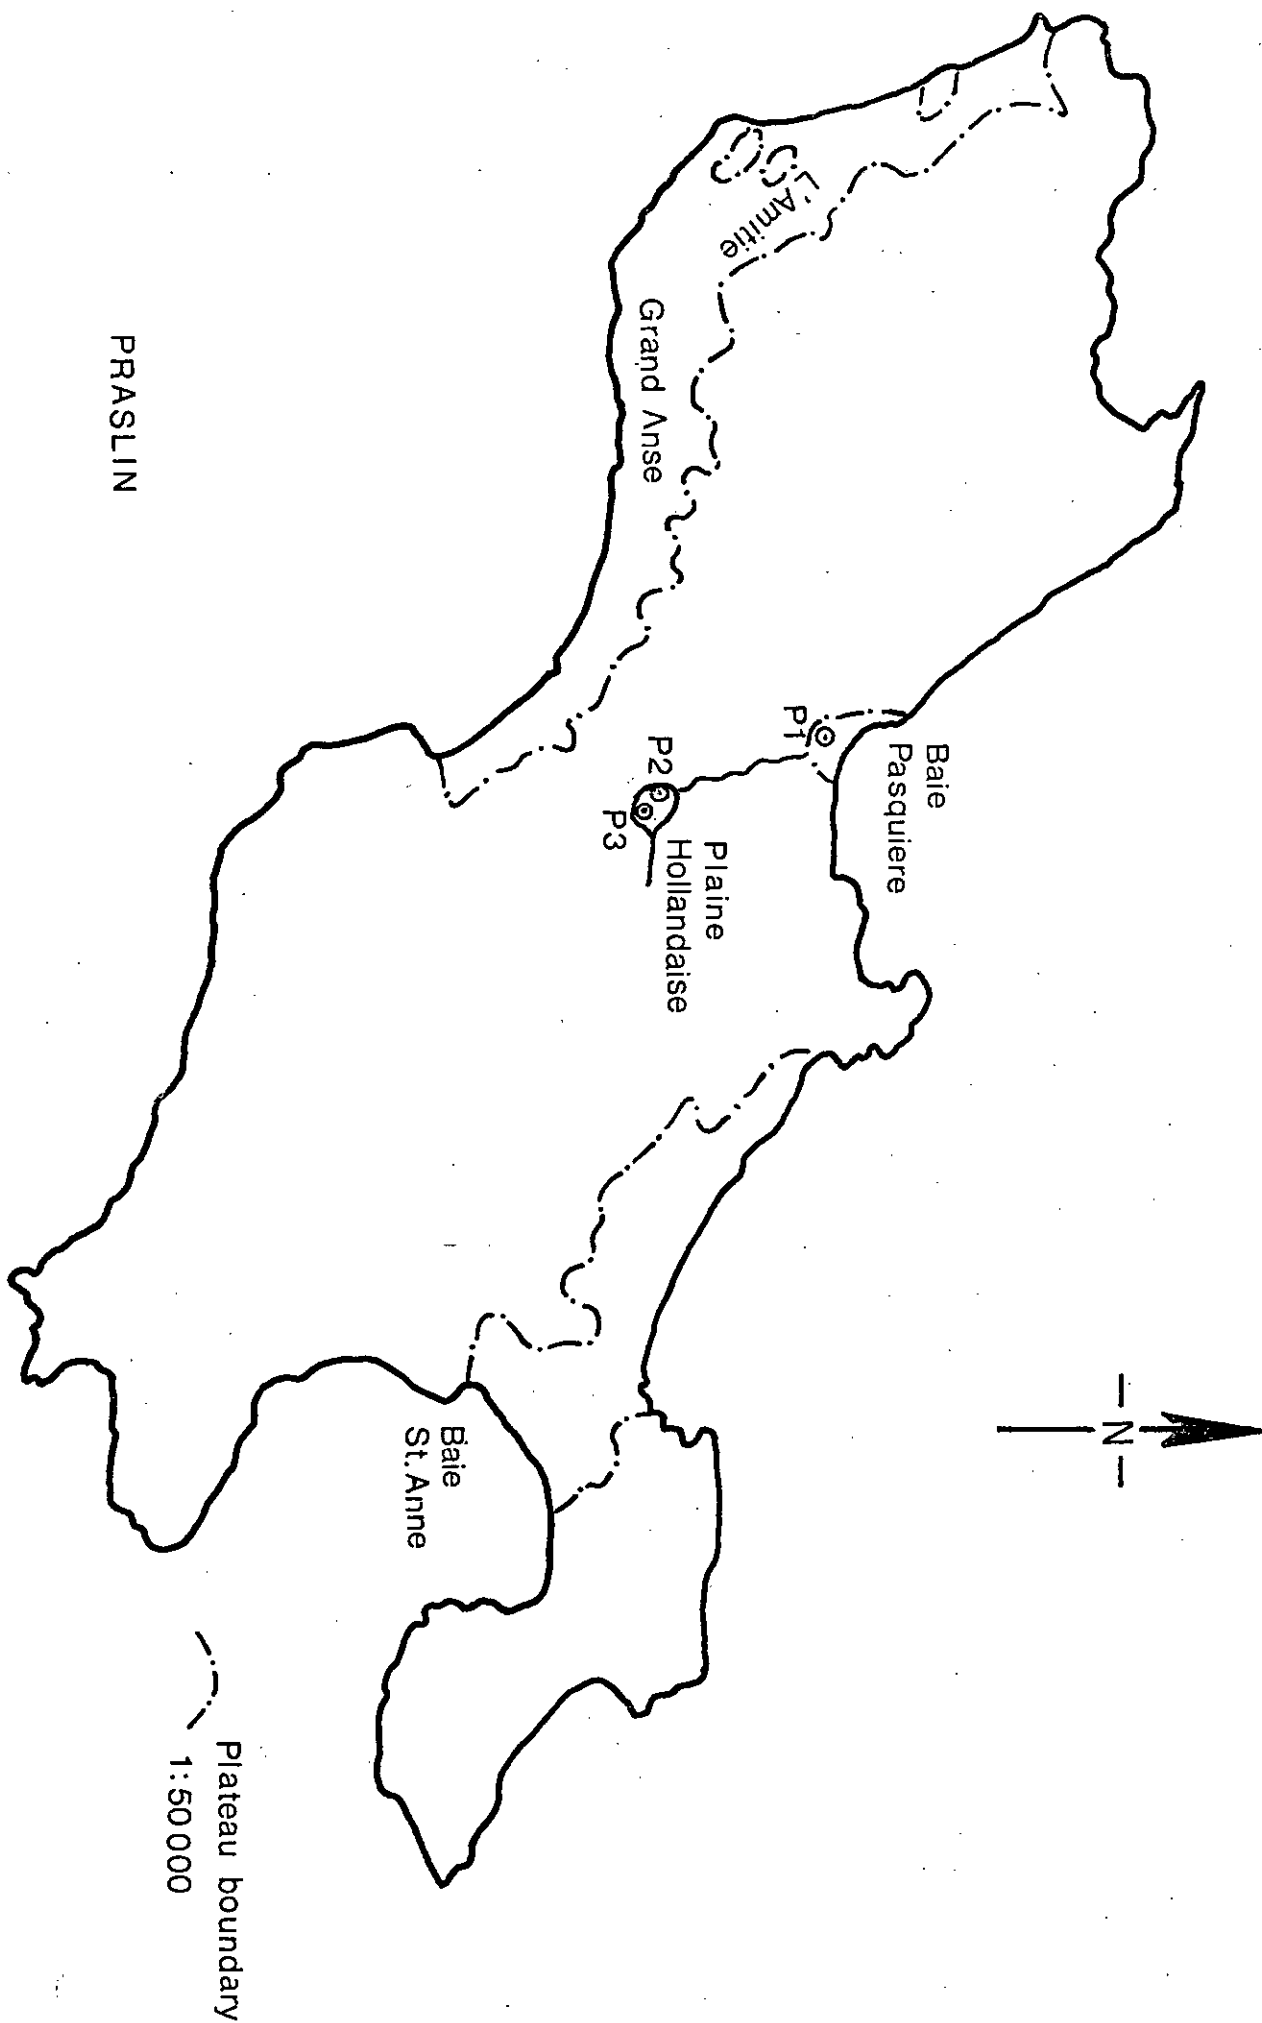 L'Amitie
Grand Anse
Baie
Pasquiere
P1
P2
P3
Plaine
Hollandaise
N
Baie
St. Anne
PRASLIN
Plateau boundary
1:50 000